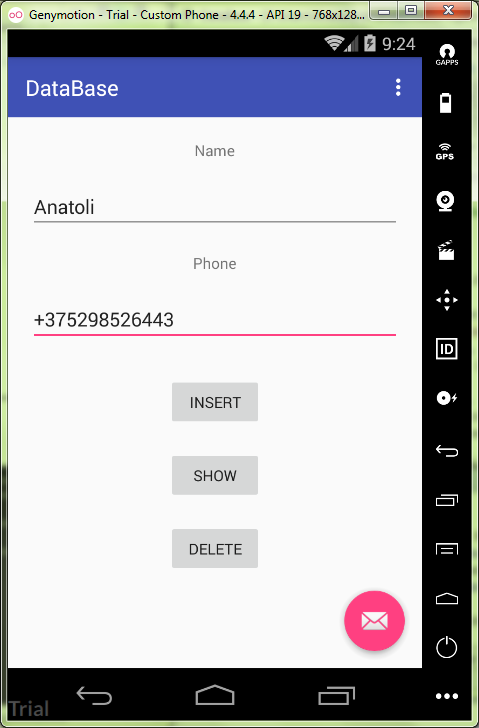 Genymotion - Trial - Custom Phone - 4.4.4 - API 19 - 768x128...
9:24
GAPPS
DataBase
Name
GPS
Anatoli
Phone
+375298526443
ID
INSERT
SHOW
DELETE
Trial